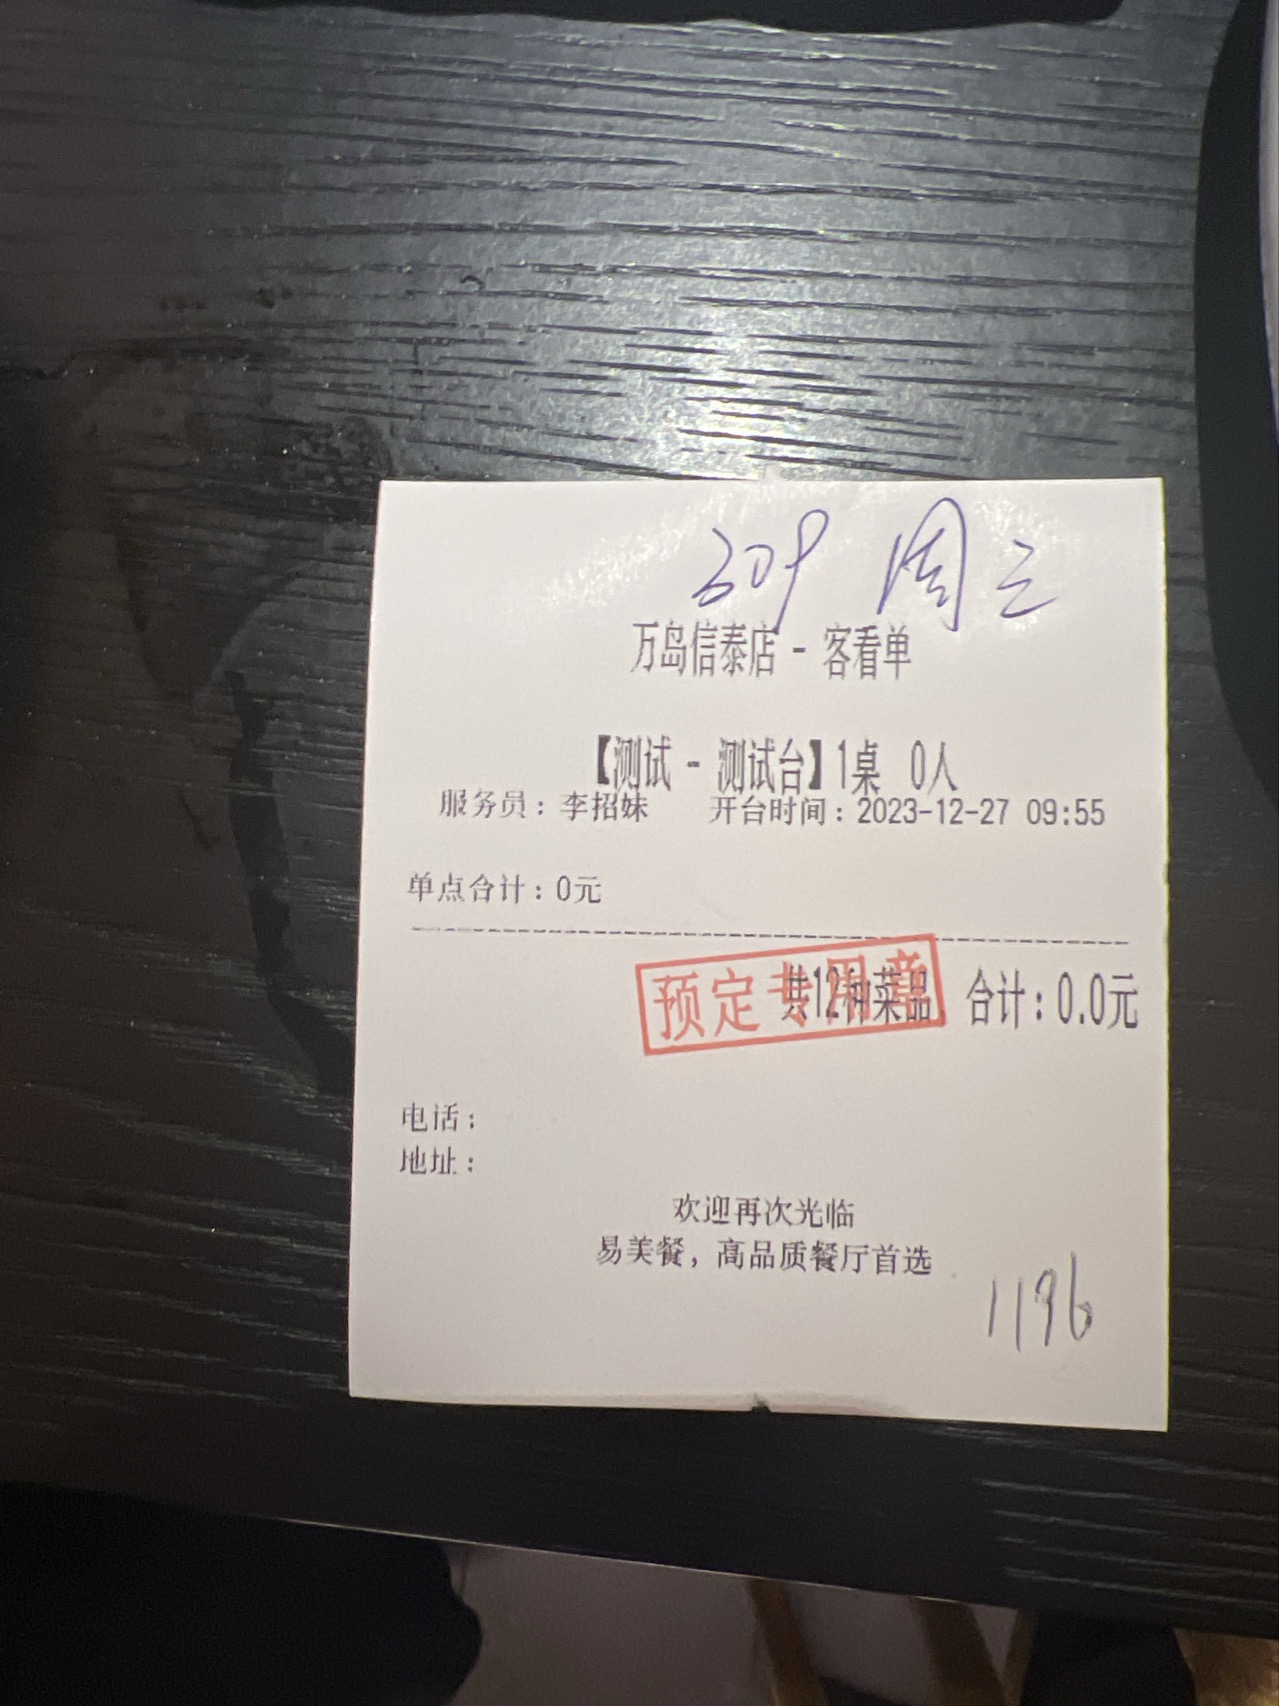 309 周三
万岛信泰店 - 客看单
【测试 - 测试台】1桌 0人
服务员：李招妹 开台时间：2023-12-27 09:55
单点合计：0元
预定专用章
共12种菜品，合计：0.0元
电话：
地址：
欢迎再次光临
易美餐，高品质餐厅首选
1196